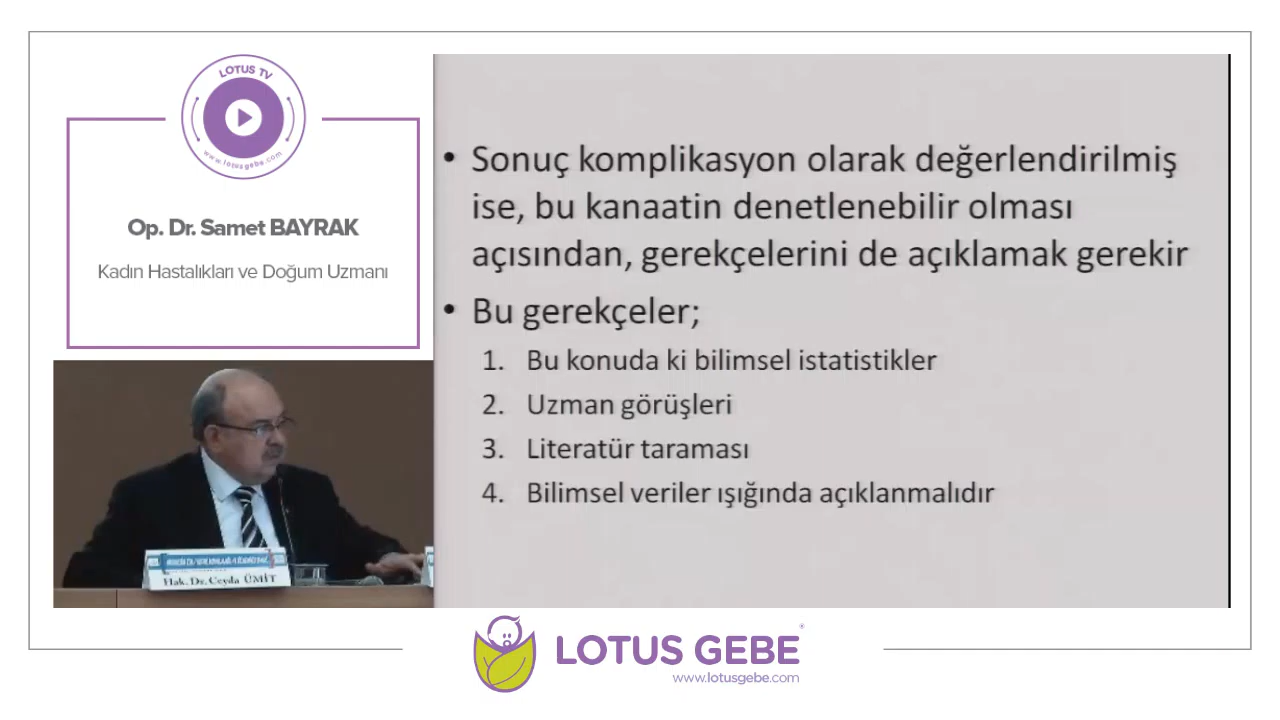 LOTUS TV
www.lotusgebe.com
Op. Dr. Samet BAYRAK
Kadın Hastalıkları ve Doğum Uzmanı
• Sonuç komplikasyon olarak değerlendirilmiş
ise, bu kanaatin denetlenebilir olması
açısından, gerekçelerini de açıklamak gerekir
• Bu gerekçeler;
1. Bu konuda ki bilimsel istatistikler
2. Uzman görüşleri
3. Literatür taraması
4. Bilimsel veriler ışığında açıklanmalıdır
Hak. Dr. Ceyda ÜMİT
LOTUS GEBE
www.lotusgebe.com